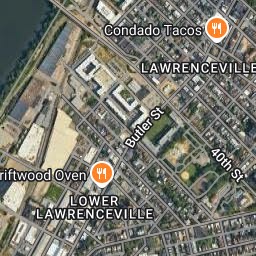 Condado Tacos
LAWRENCEVILLE
Butler St
40th St
riftwood Oven
LOWER
LAWRENCEVILLE